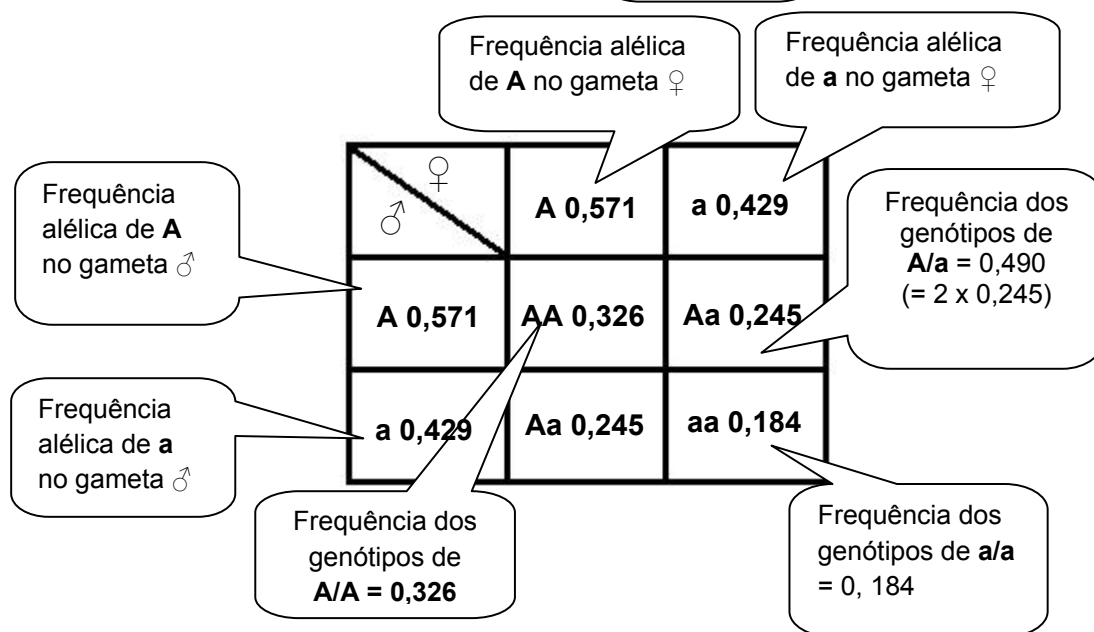 Frequência alélica
de A no gameta ♀
Frequência alélica
de a no gameta ♀
♀
♂
A 0,571
a 0,429
Frequência
alélica de A
no gameta ♂
Frequência dos
genótipos de
A/a = 0,490
(= 2 x 0,245)
A 0,571
AA 0,326
Aa 0,245
Frequência
alélica de a
no gameta ♂
a 0,429
Aa 0,245
aa 0,184
Frequência dos
genótipos de
A/A = 0,326
Frequência dos
genótipos de a/a
= 0, 184